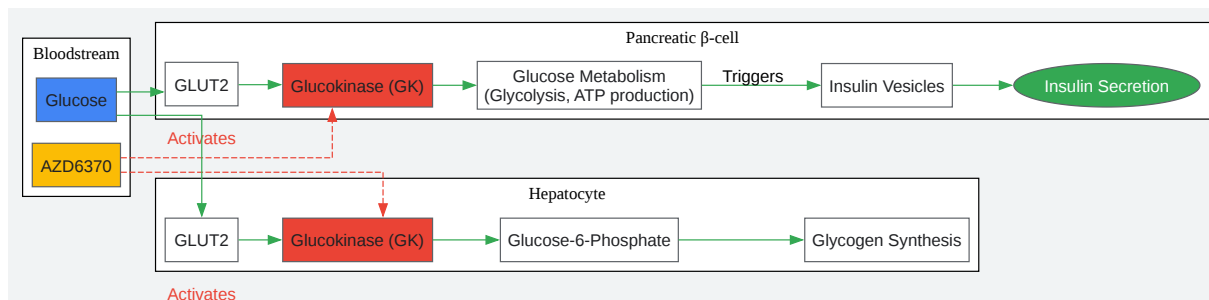 Bloodstream
Glucose
AZD6370
Pancreatic β-cell
GLUT2
Glucokinase (GK)
Glucose Metabolism
(Glycolysis, ATP production)
Triggers
Insulin Vesicles
Insulin Secretion
Activates
Hepatocyte
GLUT2
Glucokinase (GK)
Glucose-6-Phosphate
Glycogen Synthesis
Activates